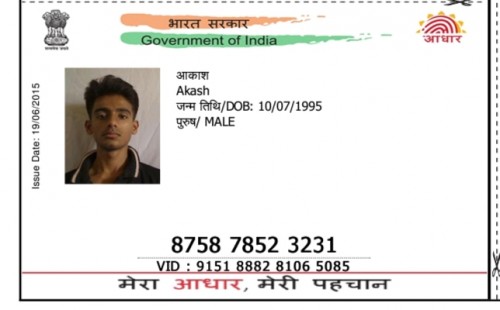 भारत सरकार
Government of India
आधार
Issue Date: 19/06/2015
आकाश
Akash
जन्म तिथि/DOB: 10/07/1995
पुरुष/ MALE
8758 7852 3231
VID : 9151 8882 8106 5085
मेरा आधार, मेरी पहचान